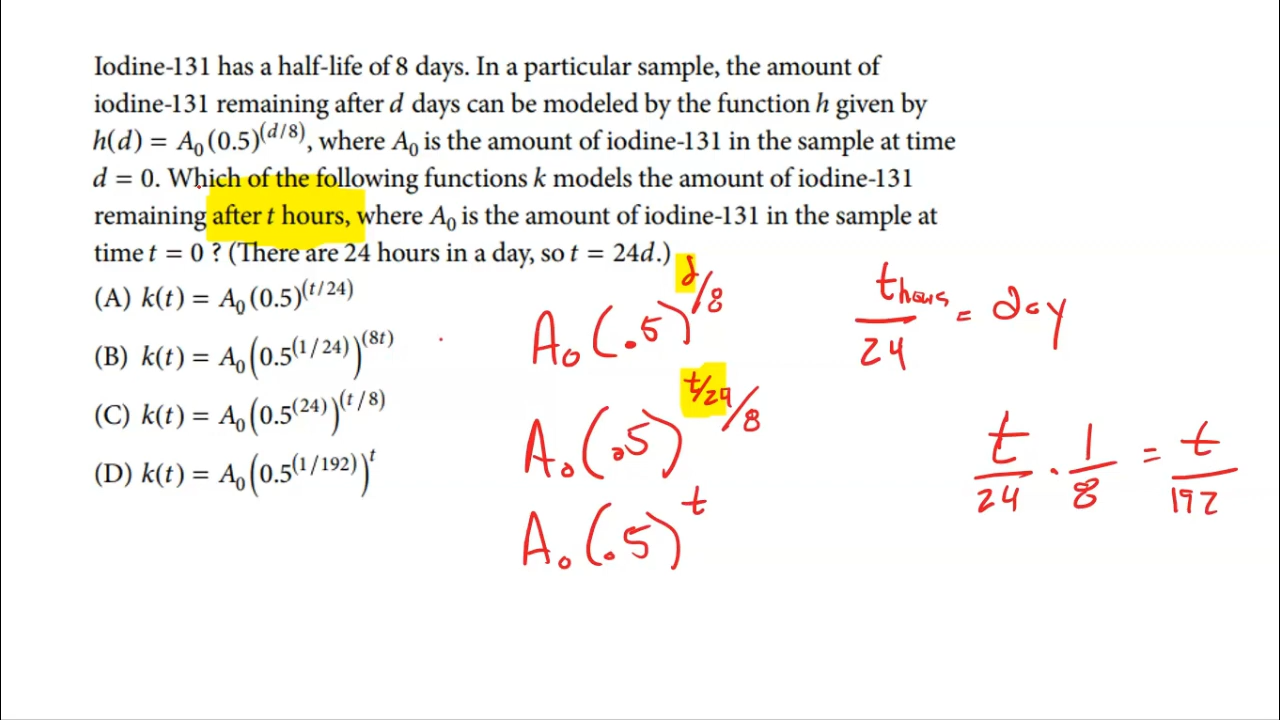 Iodine-131 has a half-life of 8 days. In a particular sample, the amount of
iodine-131 remaining after d days can be modeled by the function h given by
h(d) = A₀(0.5)^(d/8), where A₀ is the amount of iodine-131 in the sample at time
d = 0. Which of the following functions k models the amount of iodine-131
remaining after t hours, where A₀ is the amount of iodine-131 in the sample at
time t = 0 ? (There are 24 hours in a day, so t = 24d.)
(A) k(t) = A₀(0.5)^(t/24)
(B) k(t) = A₀(0.5^(1/24))^(8t)
(C) k(t) = A₀(0.5^(24))^(t/8)
(D) k(t) = A₀(0.5^(1/192))^t
A₀(.5)^d/8
t hours/24 = day
A₀(.5)^t/24/8
t/24 · 1/8 = t/192
A₀(.5)^t